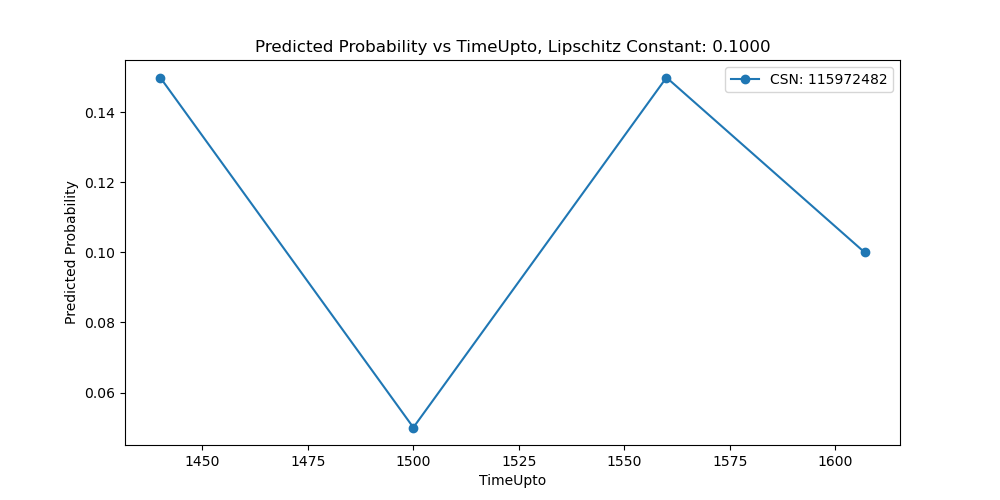 Predicted Probability vs TimeUpto, Lipschitz Constant: 0.1000
CSN: 115972482
Predicted Probability
0.14
0.12
0.10
0.08
0.06
1450 1475 1500 1525 1550 1575 1600
TimeUpto